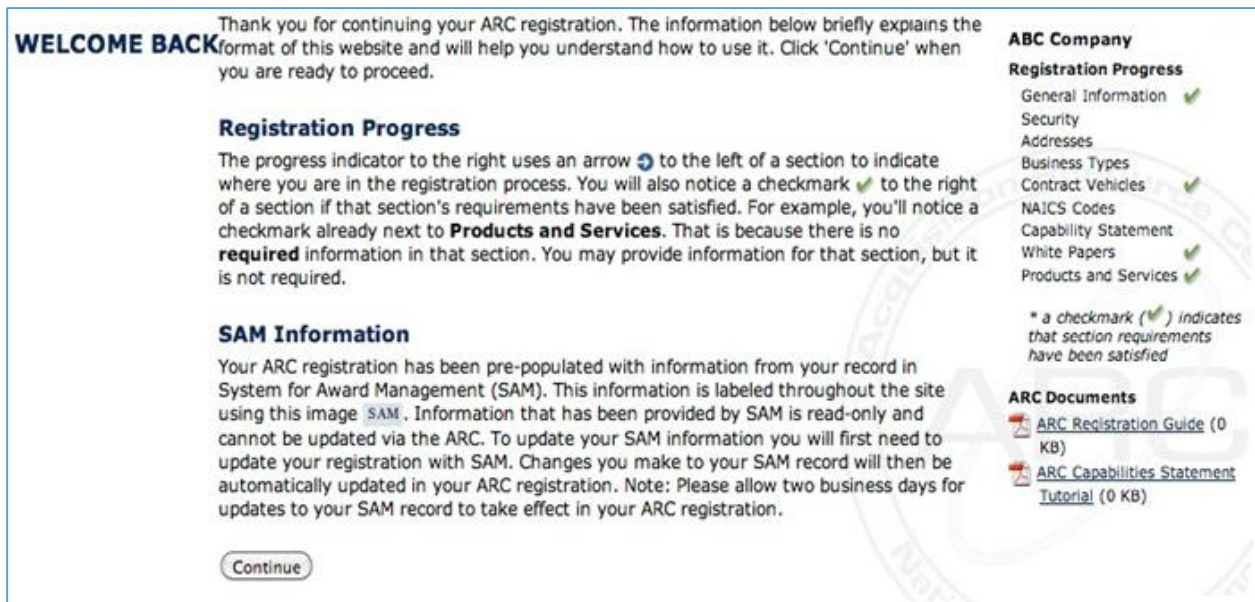 WELCOME BACK
Thank you for continuing your ARC registration. The information below briefly explains the
format of this website and will help you understand how to use it. Click 'Continue' when
you are ready to proceed.
Registration Progress
The progress indicator to the right uses an arrow to the left of a section to indicate
where you are in the registration process. You will also notice a checkmark ✔ to the right
of a section if that section's requirements have been satisfied. For example, you'll notice a
checkmark already next to Products and Services. That is because there is no
required information in that section. You may provide information for that section, but it
is not required.
SAM Information
Your ARC registration has been pre-populated with information from your record in
System for Award Management (SAM). This information is labeled throughout the site
using this image SAM. Information that has been provided by SAM is read-only and
cannot be updated via the ARC. To update your SAM information you will first need to
update your registration with SAM. Changes you make to your SAM record will then be
automatically updated in your ARC registration. Note: Please allow two business days for
updates to your SAM record to take effect in your ARC registration.
Continue
ABC Company
Registration Progress
General Information ✔
Security
Addresses
Business Types
Contract Vehicles ✔
NAICS Codes
Capability Statement
White Papers ✔
Products and Services ✔
* a checkmark (✔) indicates
that section requirements
have been satisfied
ARC Documents
ARC Registration Guide (0
KB)
ARC Capabilities Statement
Tutorial (0 KB)
ARC